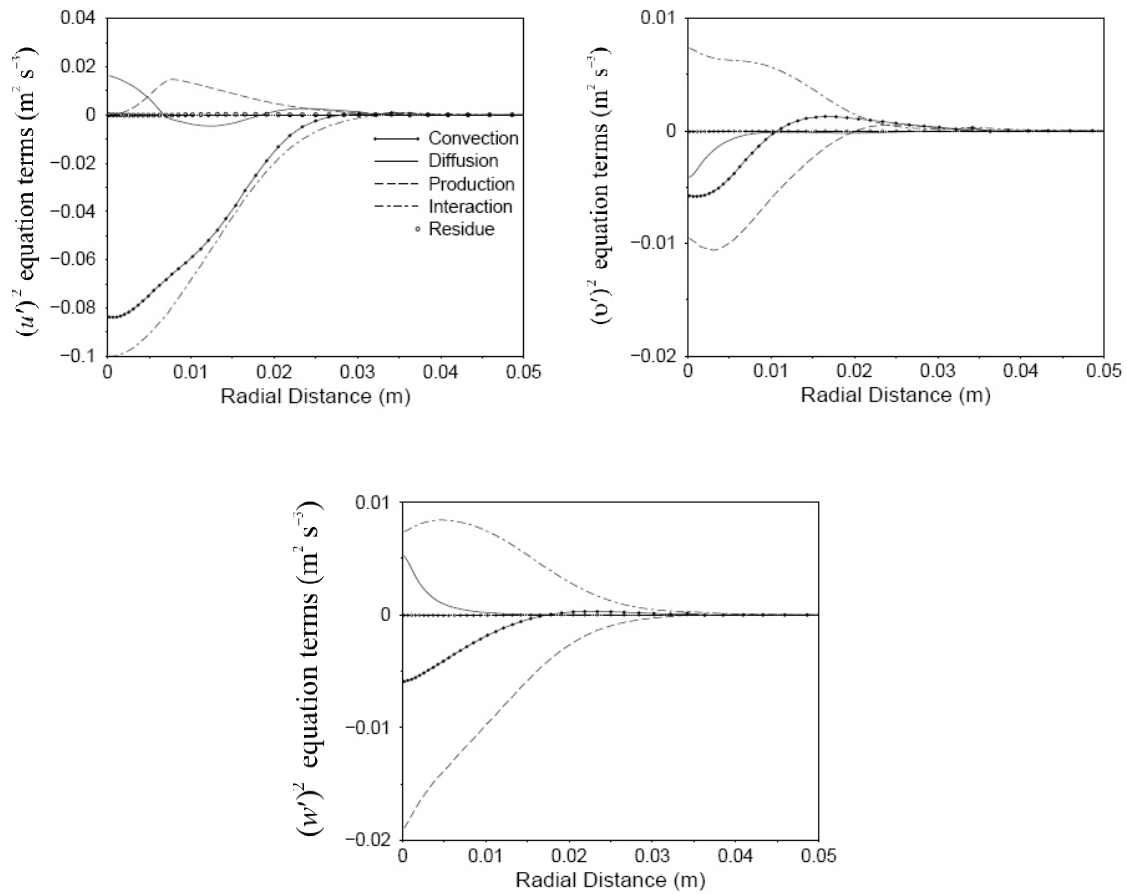 (u′)² equation terms (m² s⁻³)
0.04
0.02
0
−0.02
−0.04
−0.06
−0.08
−0.1
Convection
Diffusion
Production
Interaction
Residue
0 0.01 0.02 0.03 0.04 0.05
Radial Distance (m)
(υ′)² equation terms (m² s⁻³)
0.01
0
−0.01
−0.02
0 0.01 0.02 0.03 0.04 0.05
Radial Distance (m)
(w′)² equation terms (m² s⁻³)
0.01
0
−0.01
−0.02
0 0.01 0.02 0.03 0.04 0.05
Radial Distance (m)